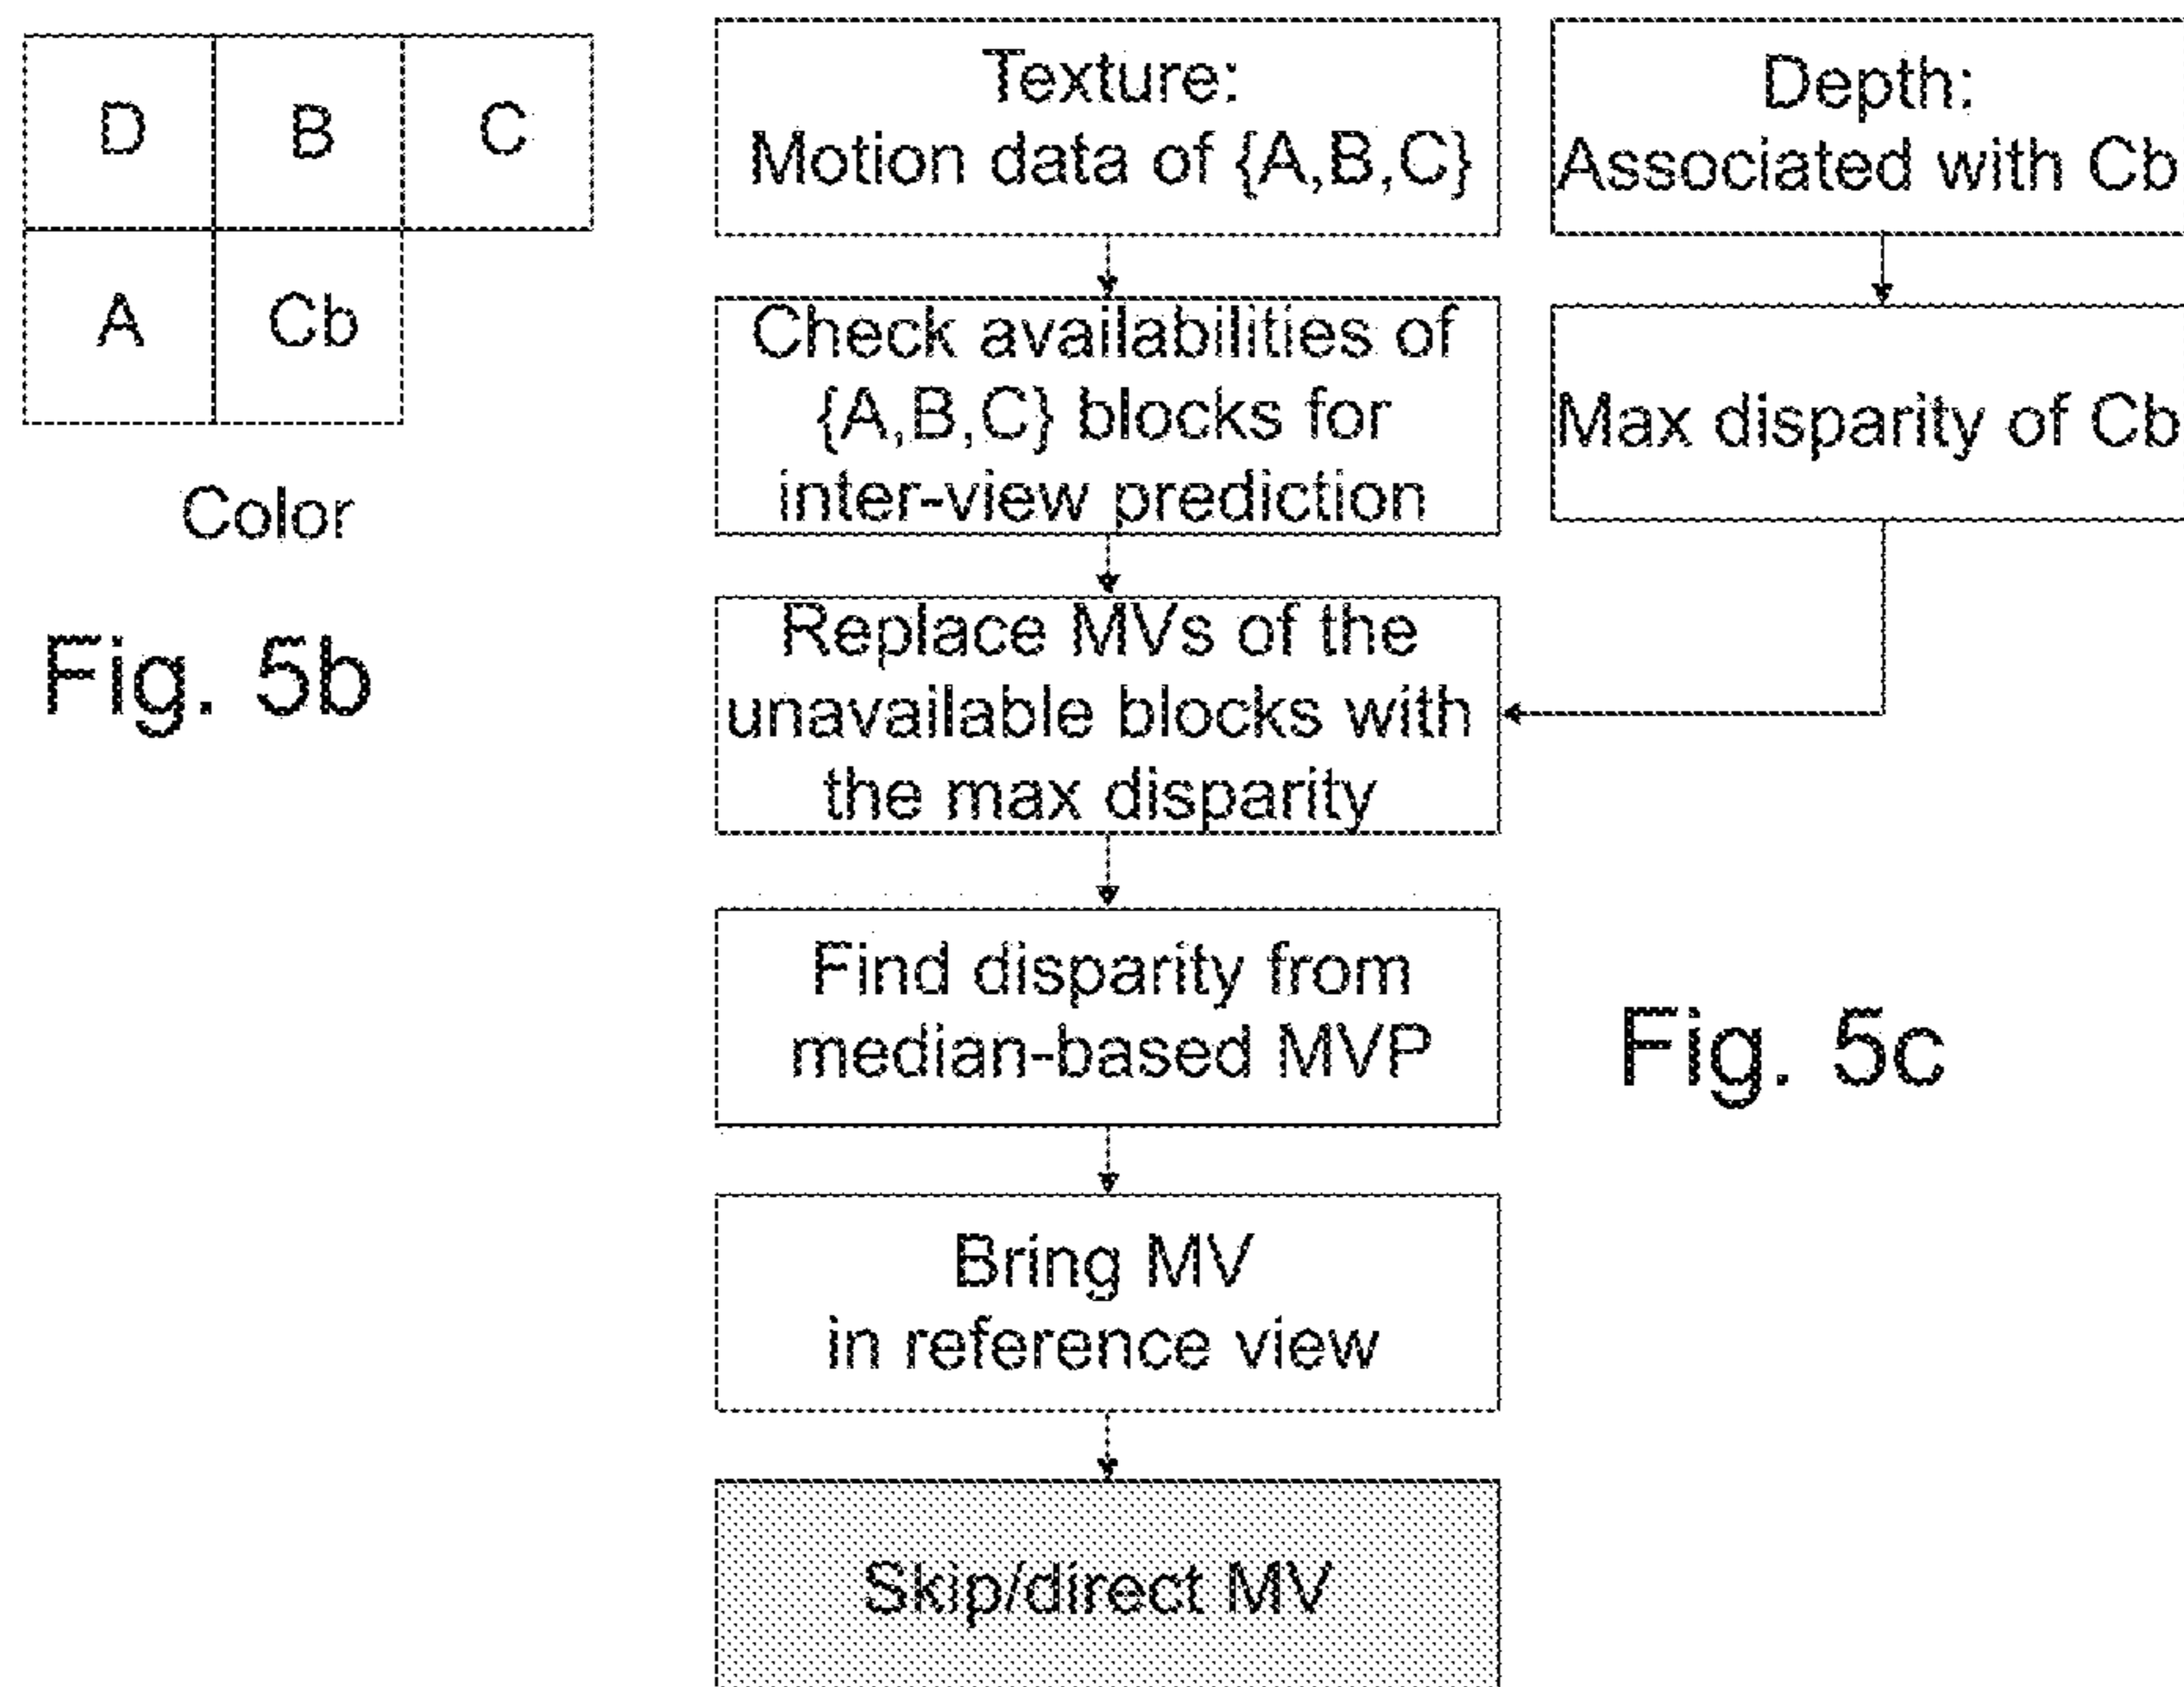 D B C
A Cb
Color
Fig. 5b
Texture:
Motion data of {A,B,C}
Check availabilities of
{A,B,C} blocks for
inter-view prediction
Replace MVs of the
unavailable blocks with
the max disparity
Find disparity from
median-based MVP
Bring MV
in reference view
Skip/direct MV
Depth:
Associated with Cb
Max disparity of Cb
Fig. 5c